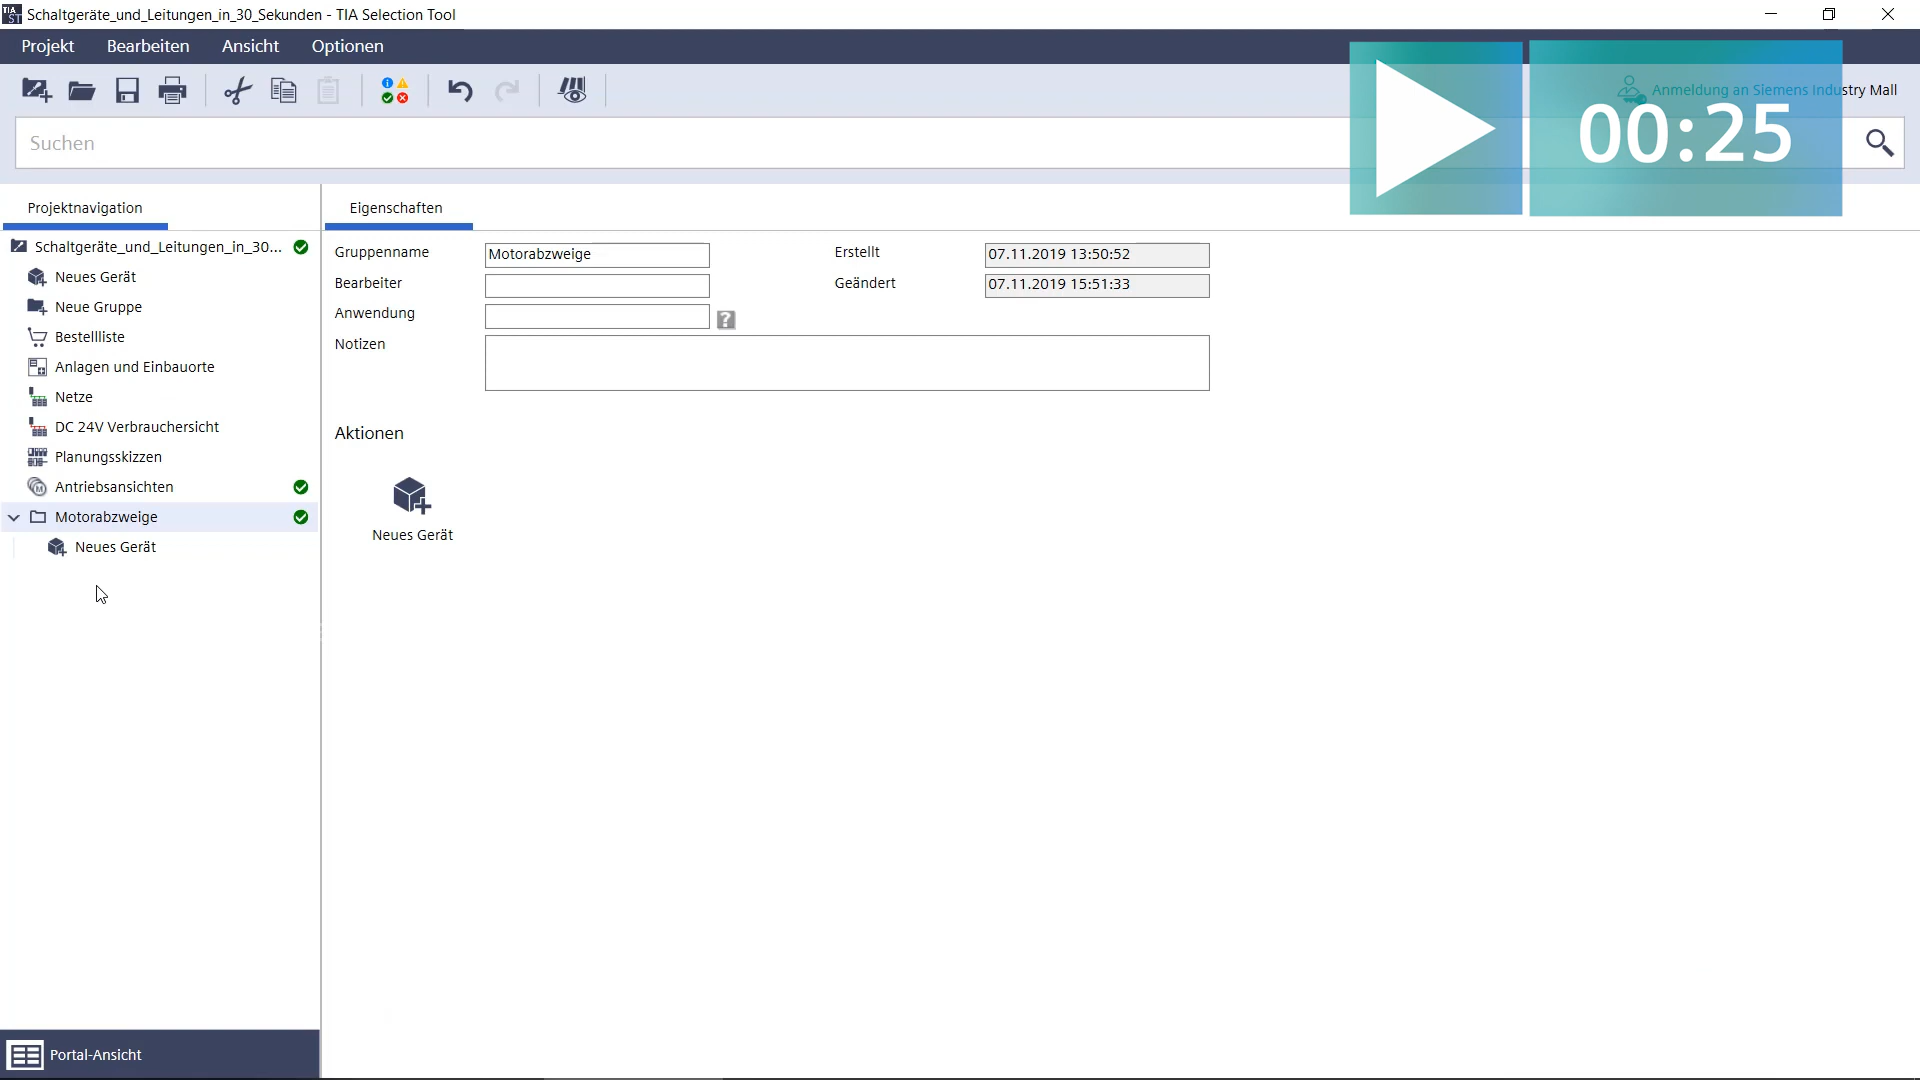 TIA
ST Schaltgeräte_und_Leitungen_in_30_Sekunden - TIA Selection Tool
Projekt Bearbeiten Ansicht Optionen
Anmeldung an Siemens Industry Mall
00:25
Suchen
Projektnavigation
Schaltgeräte_und_Leitungen_in_30...
Neues Gerät
Neue Gruppe
Bestellliste
Anlagen und Einbauorte
Netze
DC 24V Verbrauchersicht
Planungsskizzen
Antriebsansichten
Motorabzweige
Neues Gerät
Portal-Ansicht
Eigenschaften
Gruppenname Motorabzweige Erstellt 07.11.2019 13:50:52
Bearbeiter Geändert 07.11.2019 15:51:33
Anwendung ?
Notizen
Aktionen
Neues Gerät